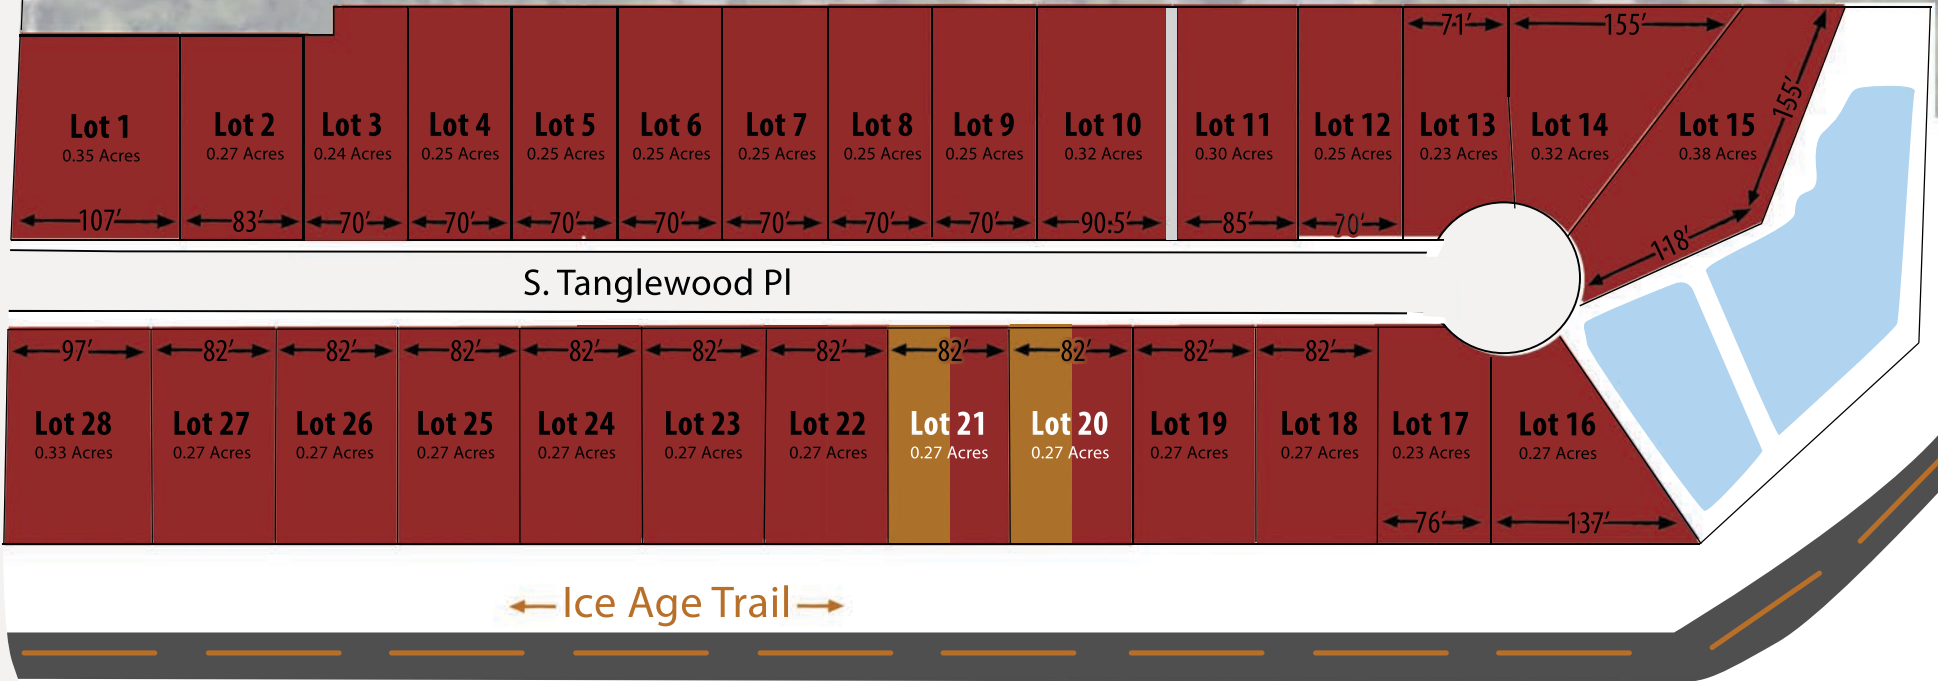 71' 155'
155'
Lot 1 Lot 2 Lot 3 Lot 4 Lot 5 Lot 6 Lot 7 Lot 8 Lot 9 Lot 10 Lot 11 Lot 12 Lot 13 Lot 14 Lot 15
0.35 Acres 0.27 Acres 0.24 Acres 0.25 Acres 0.25 Acres 0.25 Acres 0.25 Acres 0.25 Acres 0.25 Acres 0.32 Acres 0.30 Acres 0.25 Acres 0.23 Acres 0.32 Acres 0.38 Acres
107' 83' 70' 70' 70' 70' 70' 70' 70' 90.5' 85' 70'
118'
S. Tanglewood Pl
97' 82' 82' 82' 82' 82' 82' 82' 82' 82' 82'
Lot 28 Lot 27 Lot 26 Lot 25 Lot 24 Lot 23 Lot 22 Lot 21 Lot 20 Lot 19 Lot 18 Lot 17 Lot 16
0.33 Acres 0.27 Acres 0.27 Acres 0.27 Acres 0.27 Acres 0.27 Acres 0.27 Acres 0.27 Acres 0.27 Acres 0.27 Acres 0.27 Acres 0.23 Acres 0.27 Acres
76' 137'
Ice Age Trail